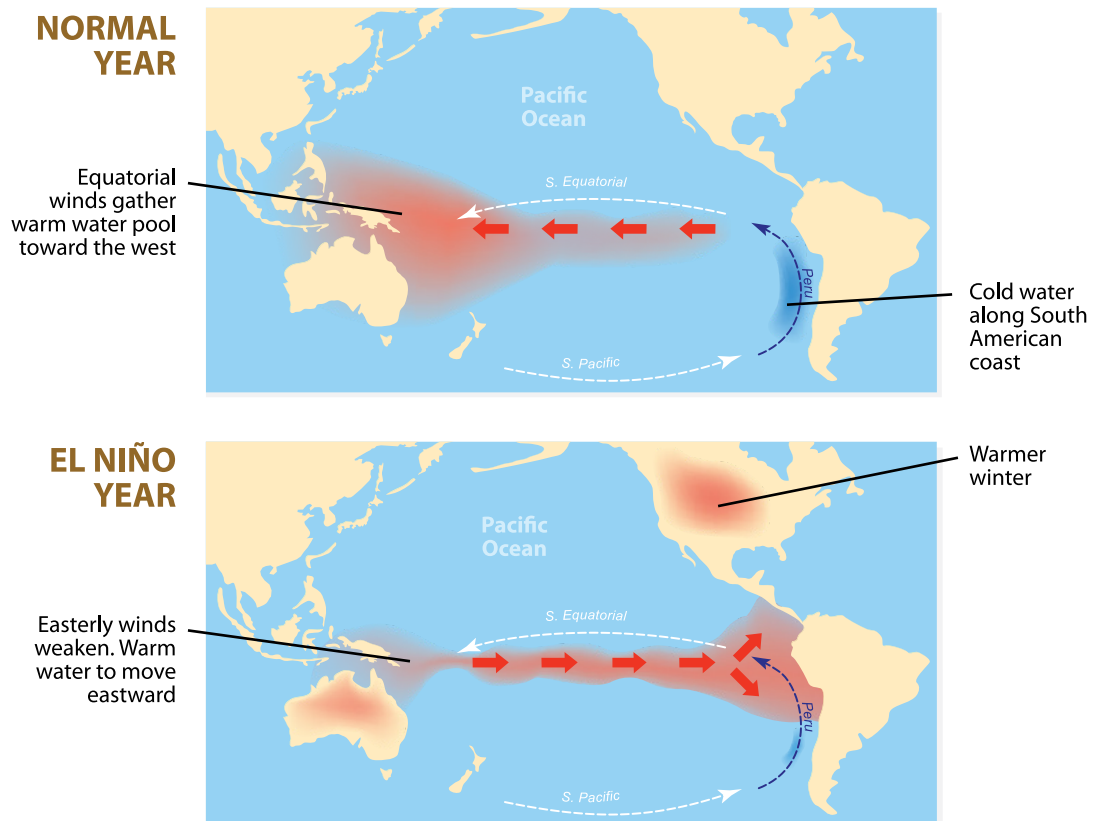 NORMAL
YEAR
Pacific
Ocean
Equatorial
winds gather
warm water pool
toward the west
S. Equatorial
Peru
Cold water
along South
American
coast
S. Pacific
EL NIÑO
YEAR
Warmer
winter
Pacific
Ocean
S. Equatorial
Easterly winds
weaken. Warm
water to move
eastward
Peru
S. Pacific